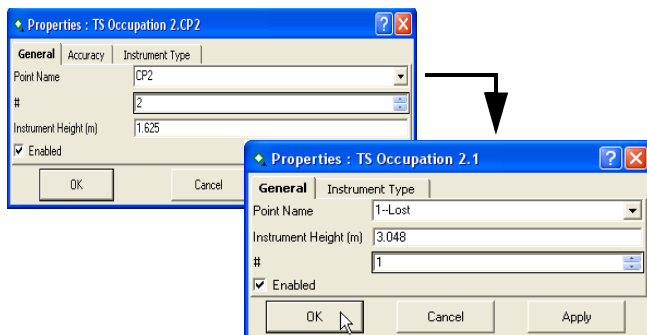 Properties : TS Occupation 2.CP2
General Accuracy Instrument Type
Point Name CP2
# 2
Instrument Height (m) 1.625
Enabled
OK Cancel
Properties : TS Occupation 2.1
General Instrument Type
Point Name 1--Lost
Instrument Height (m) 3.048
# 1
Enabled
OK Cancel Apply